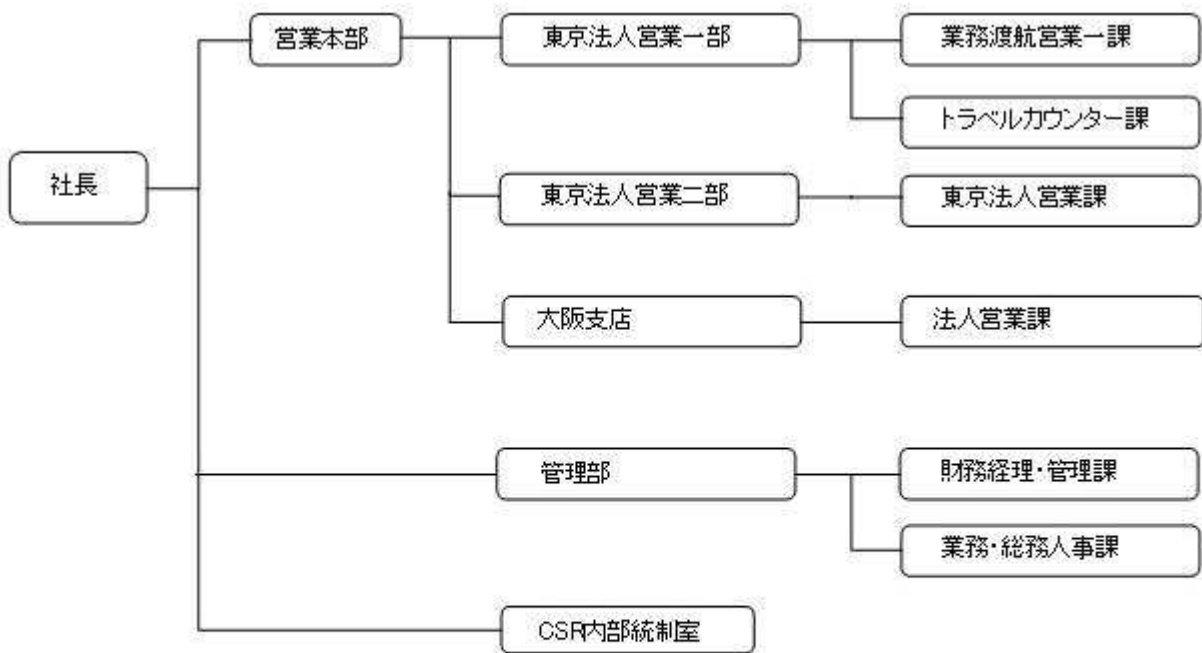 営業本部
東京法人営業一部
業務渡航営業一課
トラベルカウンター課
社長
東京法人営業二部
東京法人営業課
大阪支店
法人営業課
管理部
財務経理・管理課
業務・総務人事課
CSR内部統制室